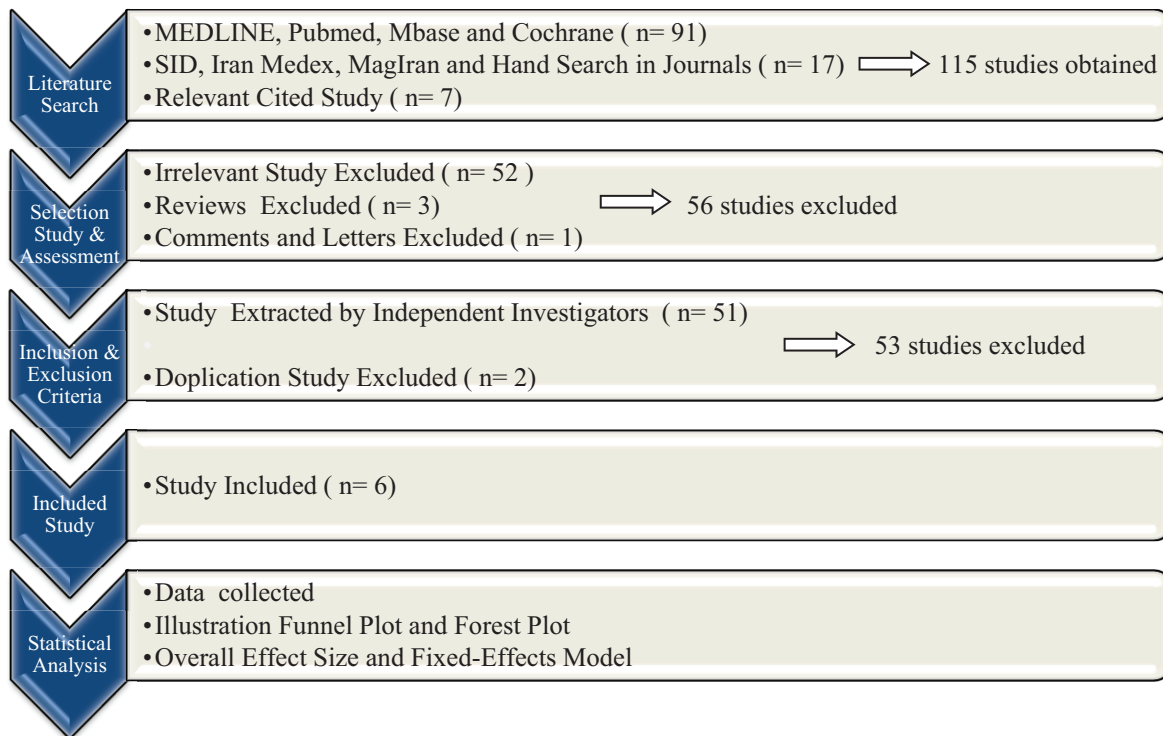 Literature
Search
•MEDLINE, Pubmed, Mbase and Cochrane ( n= 91)
•SID, Iran Medex, MagIran and Hand Search in Journals ( n= 17) 115 studies obtained
•Relevant Cited Study ( n= 7)
Selection
Study &
Assessment
•Irrelevant Study Excluded ( n= 52 )
•Reviews Excluded ( n= 3) 56 studies excluded
•Comments and Letters Excluded ( n= 1)
Inclusion &
Exclusion
Criteria
•Study Extracted by Independent Investigators ( n= 51)
53 studies excluded
•Doplication Study Excluded ( n= 2)
Included
Study
•Study Included ( n= 6)
Statistical
Analysis
•Data collected
•Illustration Funnel Plot and Forest Plot
•Overall Effect Size and Fixed-Effects Model